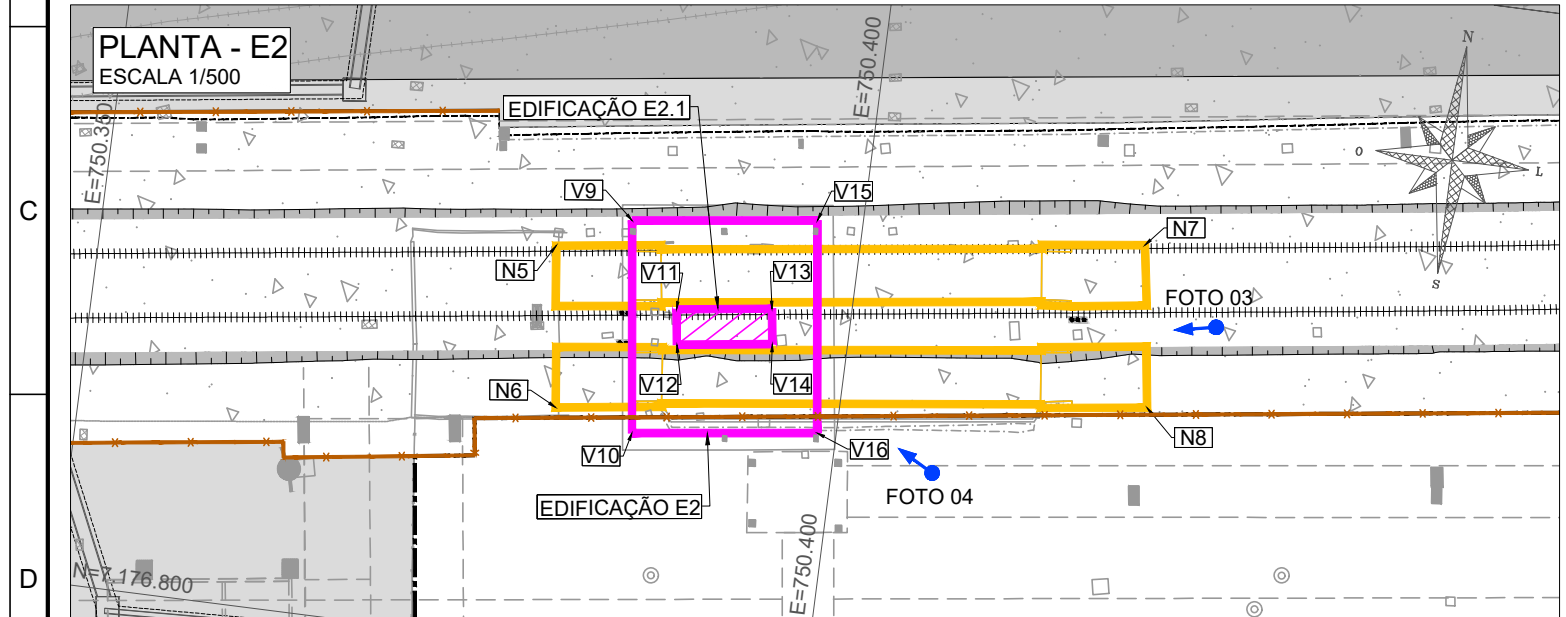 PLANTA - E2
ESCALA 1/500
E=750.350
E=750.400
N
O
L
S
EDIFICAÇÃO E2.1
C
V9
V15
N5
N7
V11
V13
FOTO 03
V12
V14
N6
N8
V10
V16
EDIFICAÇÃO E2
FOTO 04
E=750.400
D
N=7.176.800